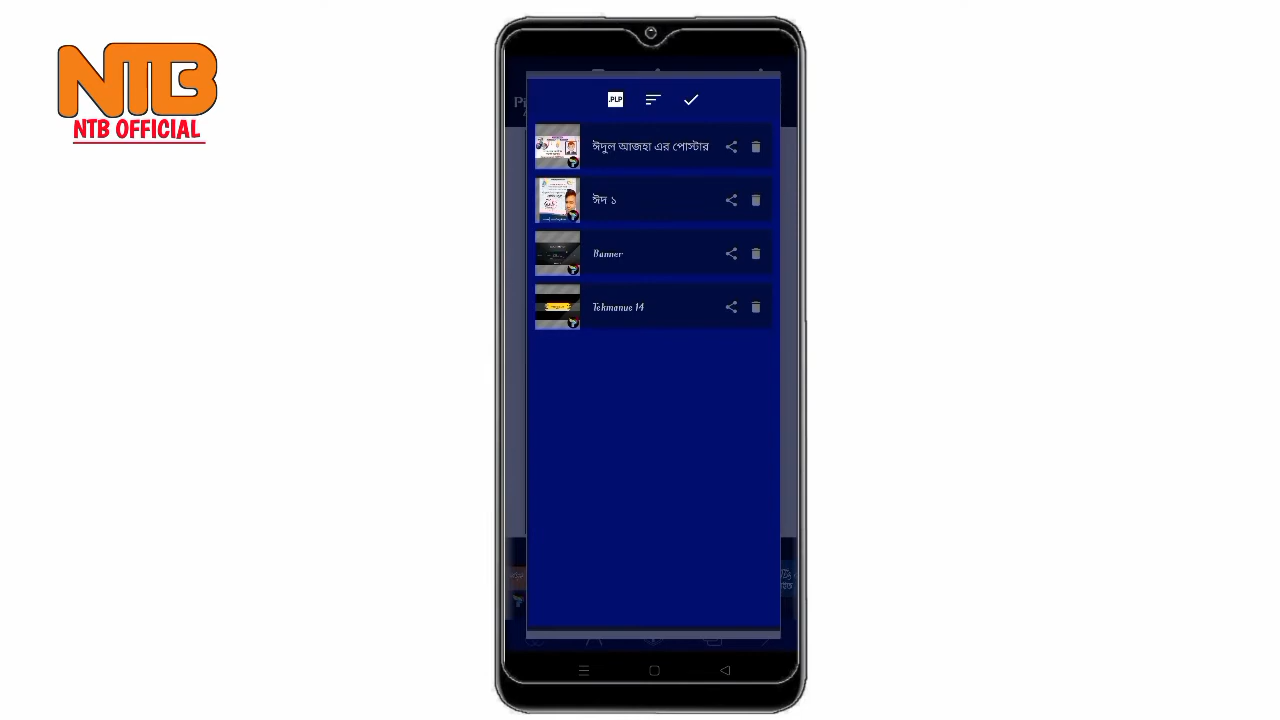 NTB
NTB OFFICIAL
.PLP
ঈদুল আজহা এর পোস্টার
ঈদ ১
Banner
Tekmanue 14